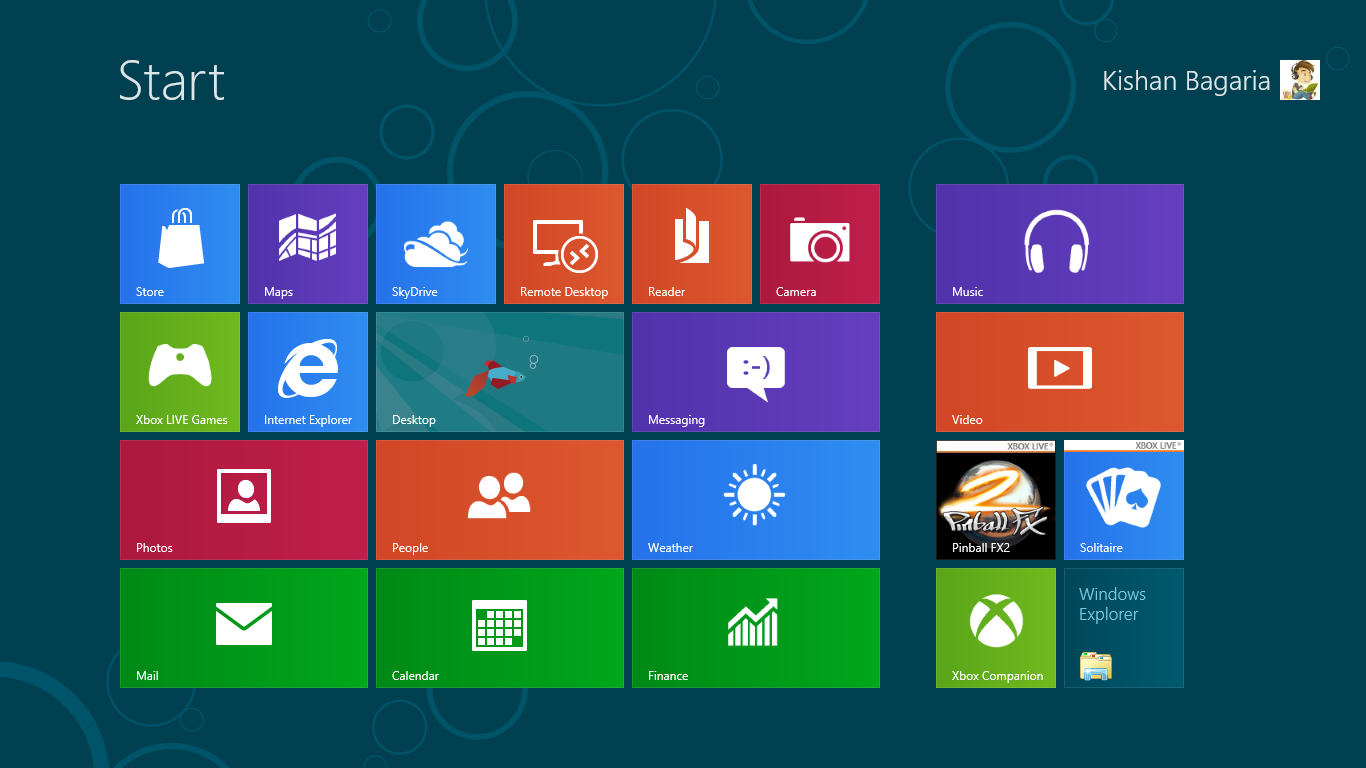 Start
Kishan Bagaria
Store
Maps
SkyDrive
Remote Desktop
Reader
Camera
Music
Xbox LIVE Games
Internet Explorer
Desktop
:-)
Messaging
Video
Photos
People
Weather
XBOX LIVE®
2
Pinball FX
Pinball FX2
XBOX LIVE®
Solitaire
Mail
Calendar
Finance
Xbox Companion
Windows
Explorer